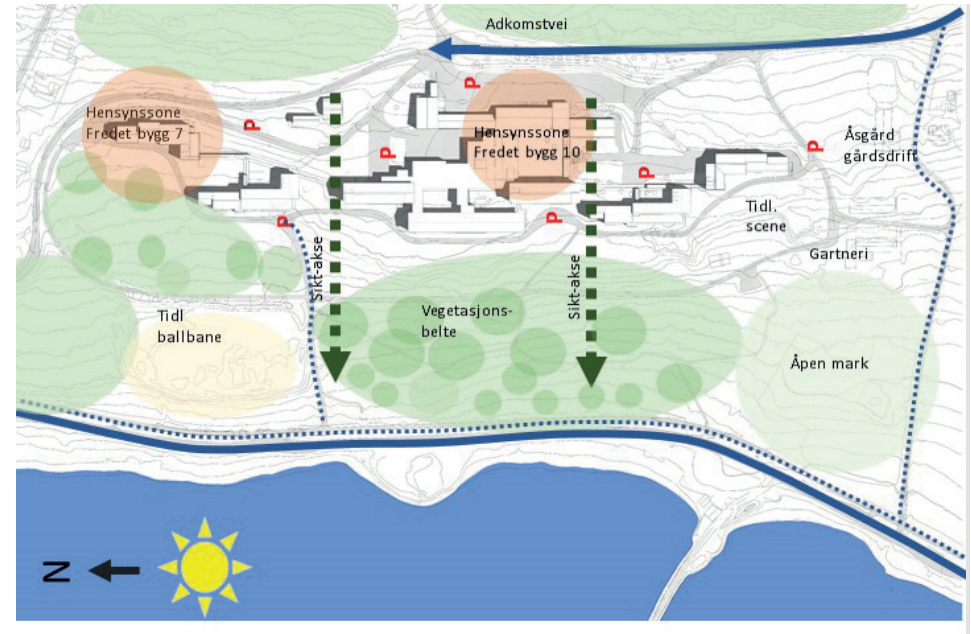 Adkomstvei
P
Hensynssone
Fredet bygg 7
P
Hensynssone
Fredet bygg 10
Åsgård
gårdsdrift
P
P
P
Tidl.
scene
P
P
Gartneri
Sikt-akse
Sikt-akse
Tidl
ballbane
Vegetasjons-
belte
Åpen mark
N